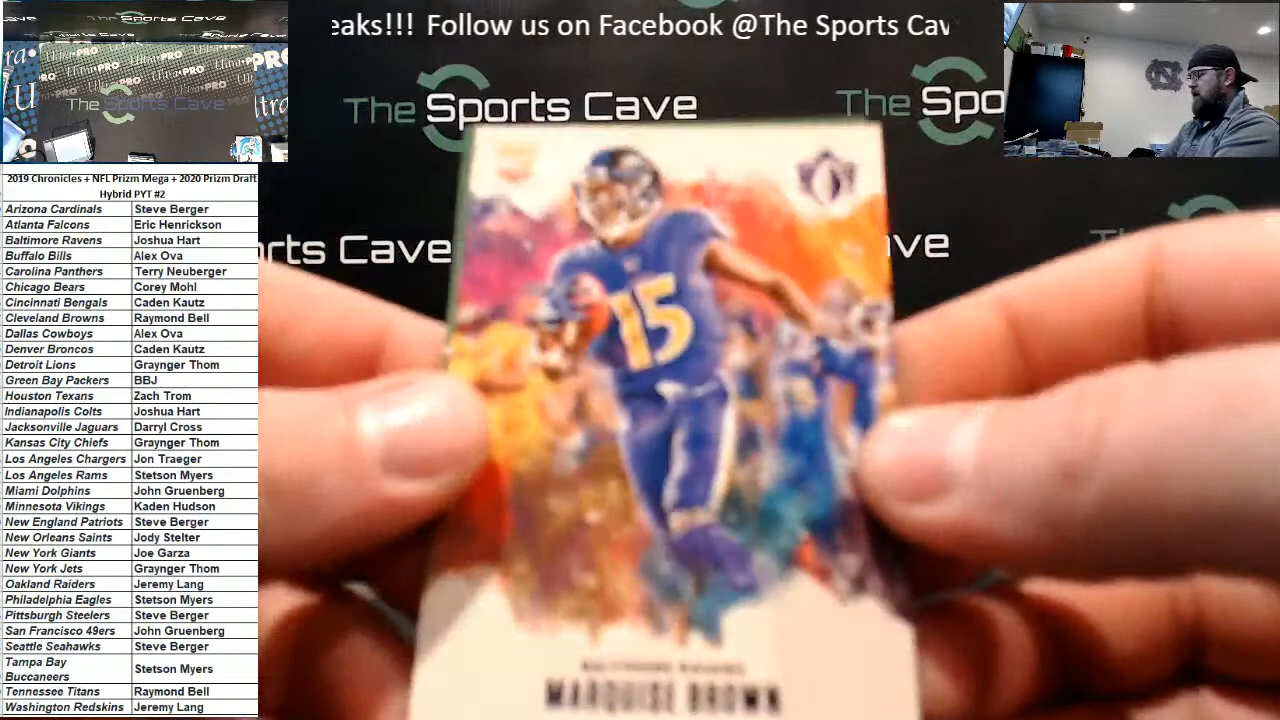 eaks!!! Follow us on Facebook @The Sports Cav
The Sports Cave
The Spo
Ultra PRO
The Sports Cave
rts Cave
ve
2019 Chronicles + NFL Prizm Mega + 2020 Prizm Draft
Hybrid PYT #2
Arizona Cardinals Steve Berger
Atlanta Falcons Eric Henrickson
Baltimore Ravens Joshua Hart
Buffalo Bills Alex Ova
Carolina Panthers Terry Neuberger
Chicago Bears Corey Mohl
Cincinnati Bengals Caden Kautz
Cleveland Browns Raymond Bell
Dallas Cowboys Alex Ova
Denver Broncos Caden Kautz
Detroit Lions Graynger Thom
Green Bay Packers BBJ
Houston Texans Zach Trom
Indianapolis Colts Joshua Hart
Jacksonville Jaguars Darryl Cross
Kansas City Chiefs Graynger Thom
Los Angeles Chargers Jon Traeger
Los Angeles Rams Stetson Myers
Miami Dolphins John Gruenberg
Minnesota Vikings Kaden Hudson
New England Patriots Steve Berger
New Orleans Saints Jody Stelter
New York Giants Joe Garza
New York Jets Graynger Thom
Oakland Raiders Jeremy Lang
Philadelphia Eagles Stetson Myers
Pittsburgh Steelers Steve Berger
San Francisco 49ers John Gruenberg
Seattle Seahawks Steve Berger
Tampa Bay
Buccaneers Stetson Myers
Tennessee Titans Raymond Bell
Washington Redskins Jeremy Lang
15
BALTIMORE RAVENS
MARQUISE BROWN